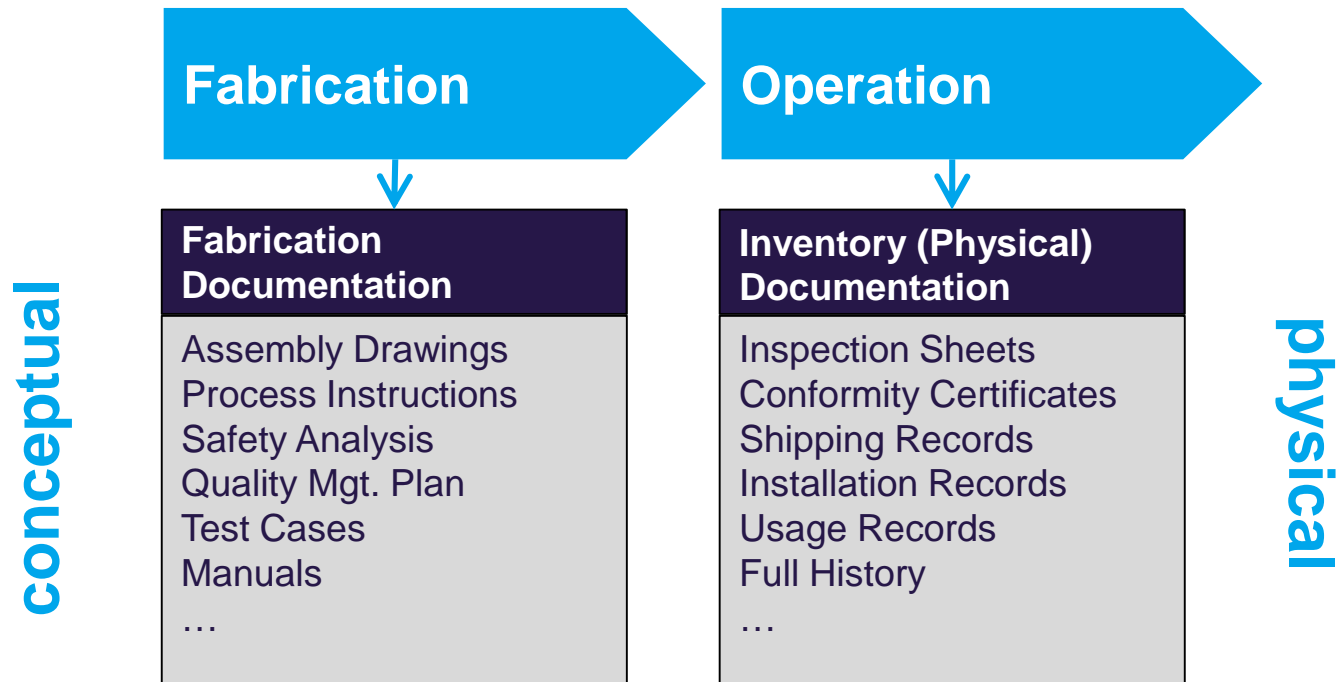 Fabrication
Operation
conceptual
Fabrication
Documentation
Assembly Drawings
Process Instructions
Safety Analysis
Quality Mgt. Plan
Test Cases
Manuals
…
Inventory (Physical)
Documentation
Inspection Sheets
Conformity Certificates
Shipping Records
Installation Records
Usage Records
Full History
…
physical